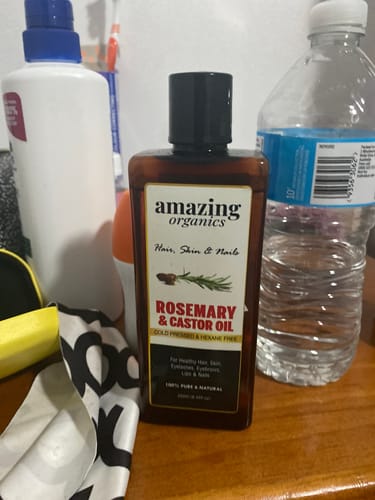 amazing
organics
Hair, Skin & Nails
ROSEMARY
& CASTOR OIL
COLD PRESSED & HEXANE FREE
For Healthy Hair, Skin,
Eyelashes, Eyebrows,
Lips & Nails
100% PURE & NATURAL